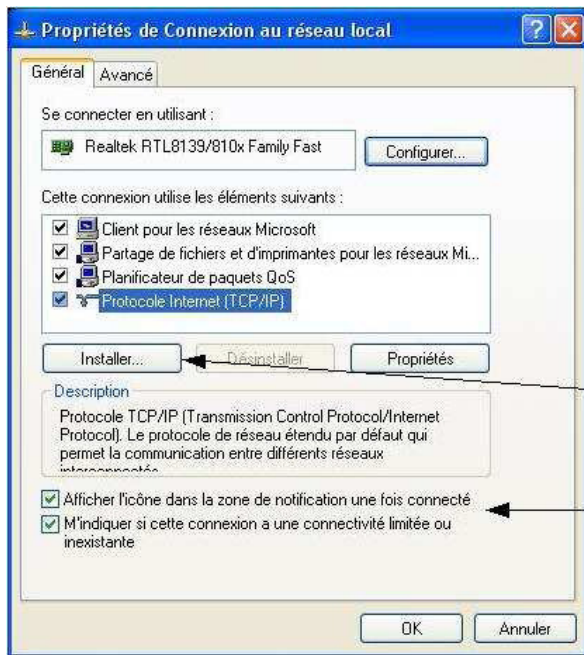 Propriétés de Connexion au réseau local
Général
Avancé
Se connecter en utilisant :
Realtek RTL8139/810x Family Fast
Configurer...
Cette connexion utilise les éléments suivants :
Client pour les réseaux Microsoft
Partage de fichiers et d'imprimantes pour les réseaux Mi...
Planificateur de paquets QoS
Protocole Internet (TCP/IP)
Installer...
Désinstaller
Propriétés
Description
Protocole TCP/IP (Transmission Control Protocol/Internet
Protocol). Le protocole de réseau étendu par défaut qui
permet la communication entre différents réseaux
interconnectés
Afficher l'icône dans la zone de notification une fois connecté
M'indiquer si cette connexion a une connectivité limitée ou
inexistante
OK
Annuler